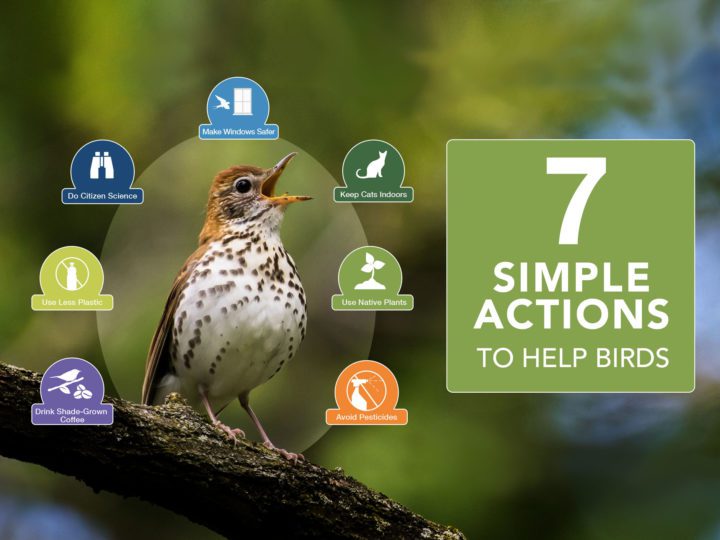 Make Windows Safer
Do Citizen Science
Keep Cats Indoors
Use Less Plastic
Use Native Plants
Drink Shade-Grown
Coffee
Avoid Pesticides
7
SIMPLE
ACTIONS
TO HELP BIRDS